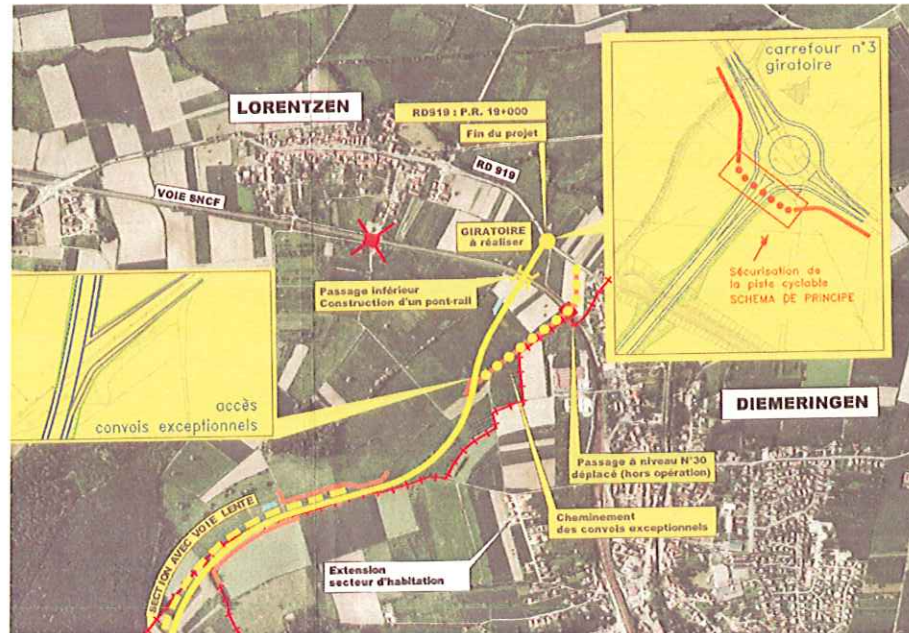 LORENTZEN
RD919 : P.R. 19+000
Fin du projet
RD 919
VOIE SNCF
GIRATOIRE
à réaliser
Passage inférieur
Construction d'un pont-rail
carrefour n°3
giratoire
Sécurisation de
la piste cyclable
SCHEMA DE PRINCIPE
accès
convois exceptionnels
DIEMERINGEN
Passage à niveau N°30
déplacé (hors opération)
Cheminement
des convois exceptionnels
SECTION AVEC VOIE LENTE
Extension
secteur d'habitation